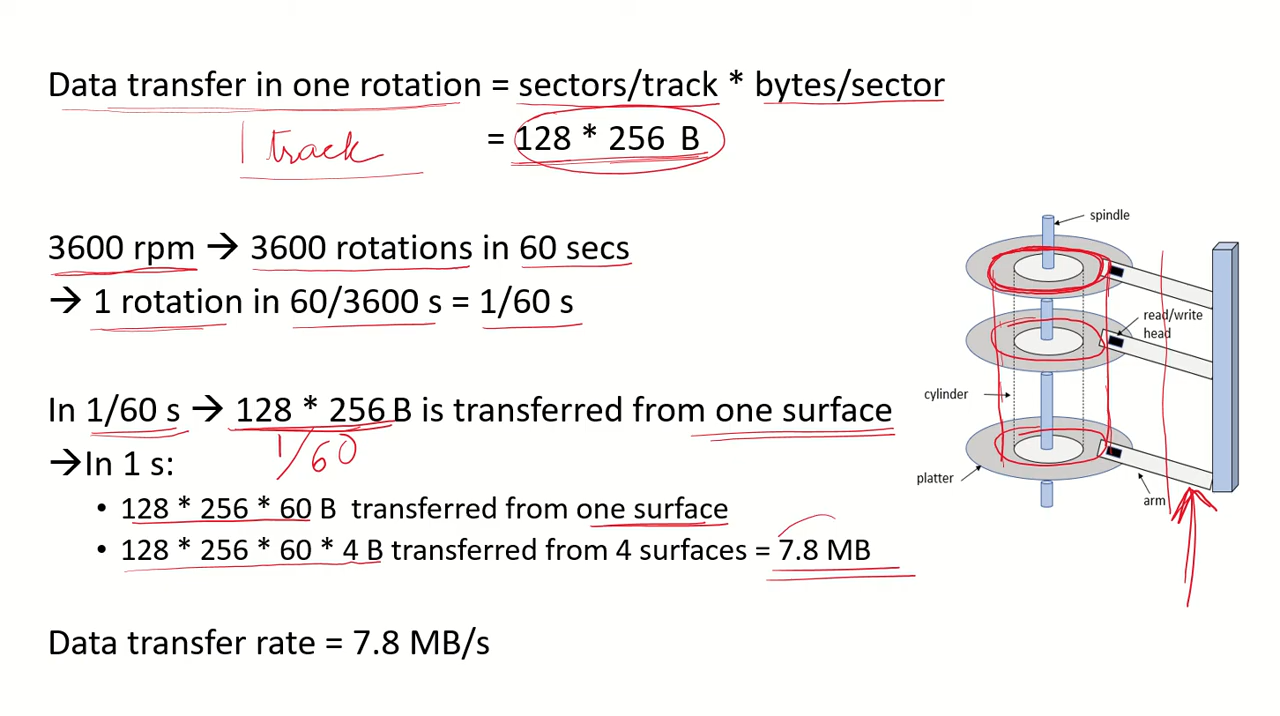 Data transfer in one rotation = sectors/track * bytes/sector
1 track
= 128 * 256 B
3600 rpm → 3600 rotations in 60 secs
→ 1 rotation in 60/3600 s = 1/60 s
In 1/60 s → 128 * 256 B is transferred from one surface
1/60
→In 1 s:
• 128 * 256 * 60 B transferred from one surface
• 128 * 256 * 60 * 4 B transferred from 4 surfaces = 7.8 MB
Data transfer rate = 7.8 MB/s
spindle
read/write
head
cylinder
platter
arm